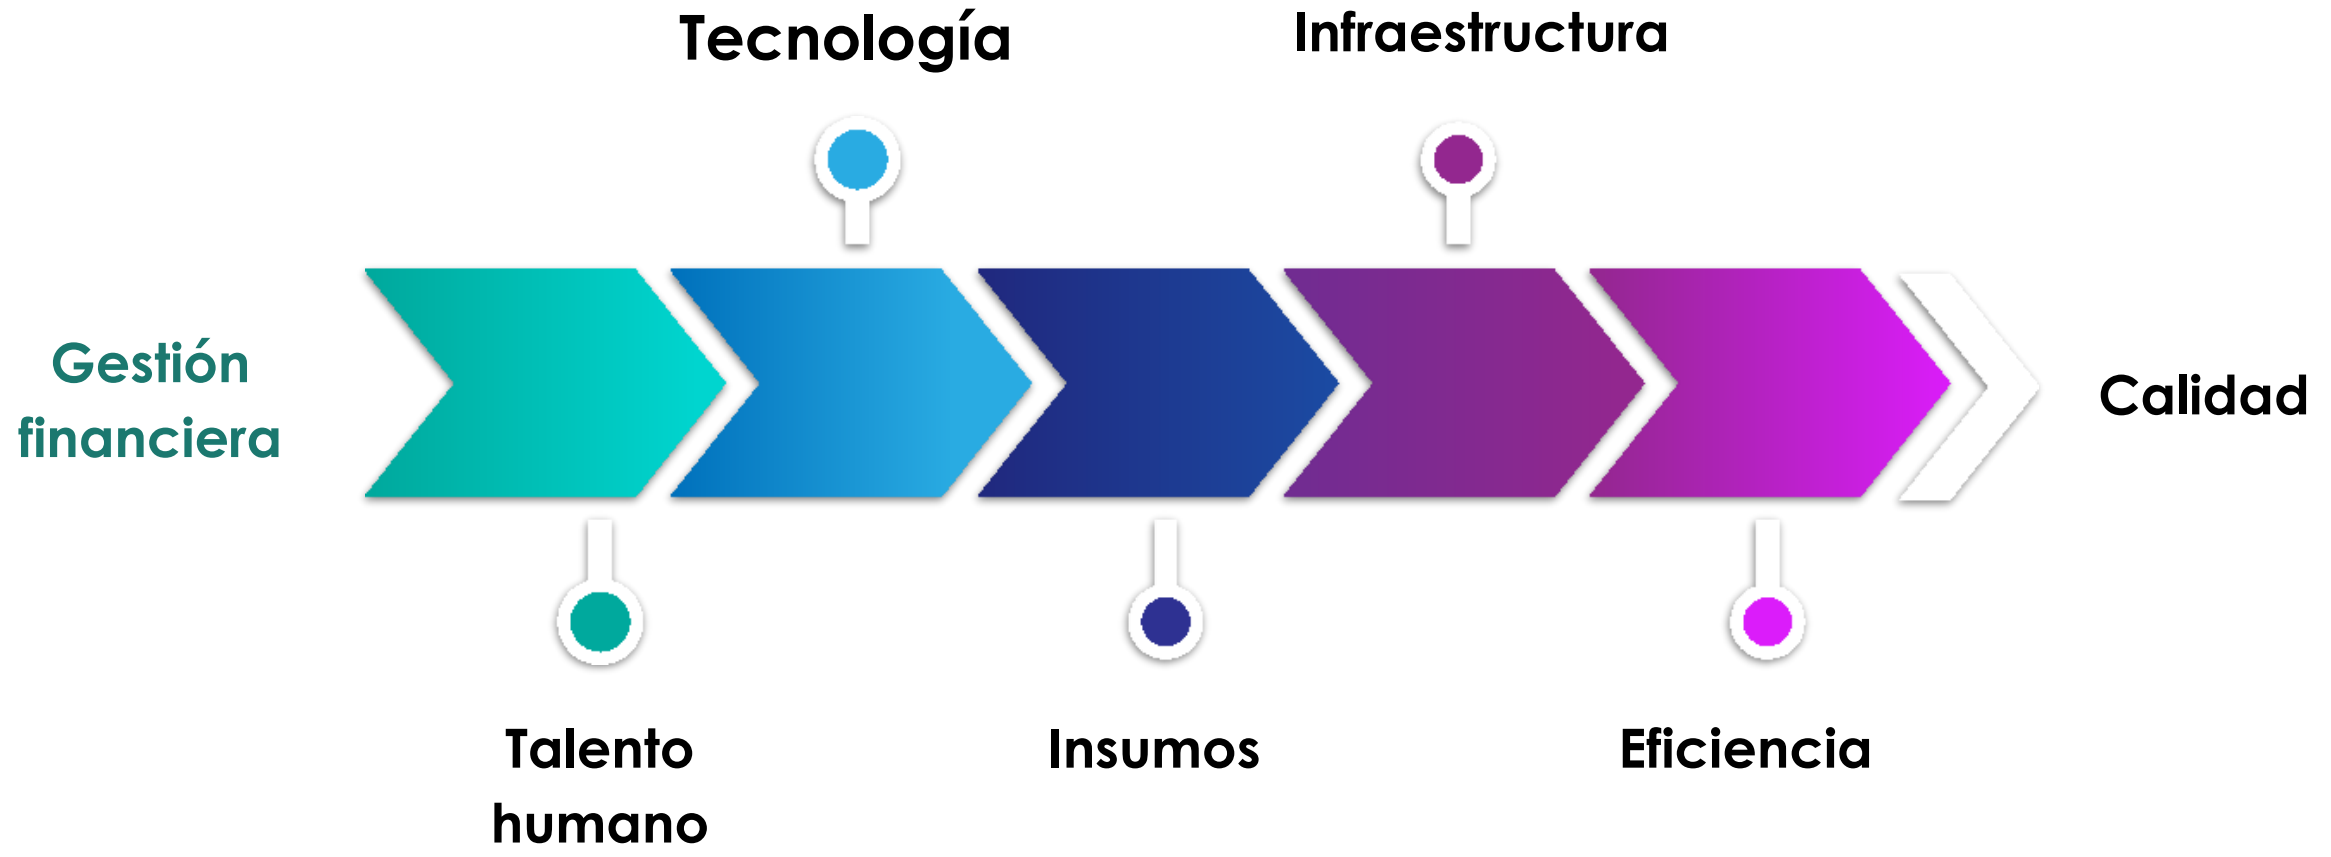 Tecnología
Infraestructura
Gestión
financiera
Calidad
Talento
humano
Insumos
Eficiencia